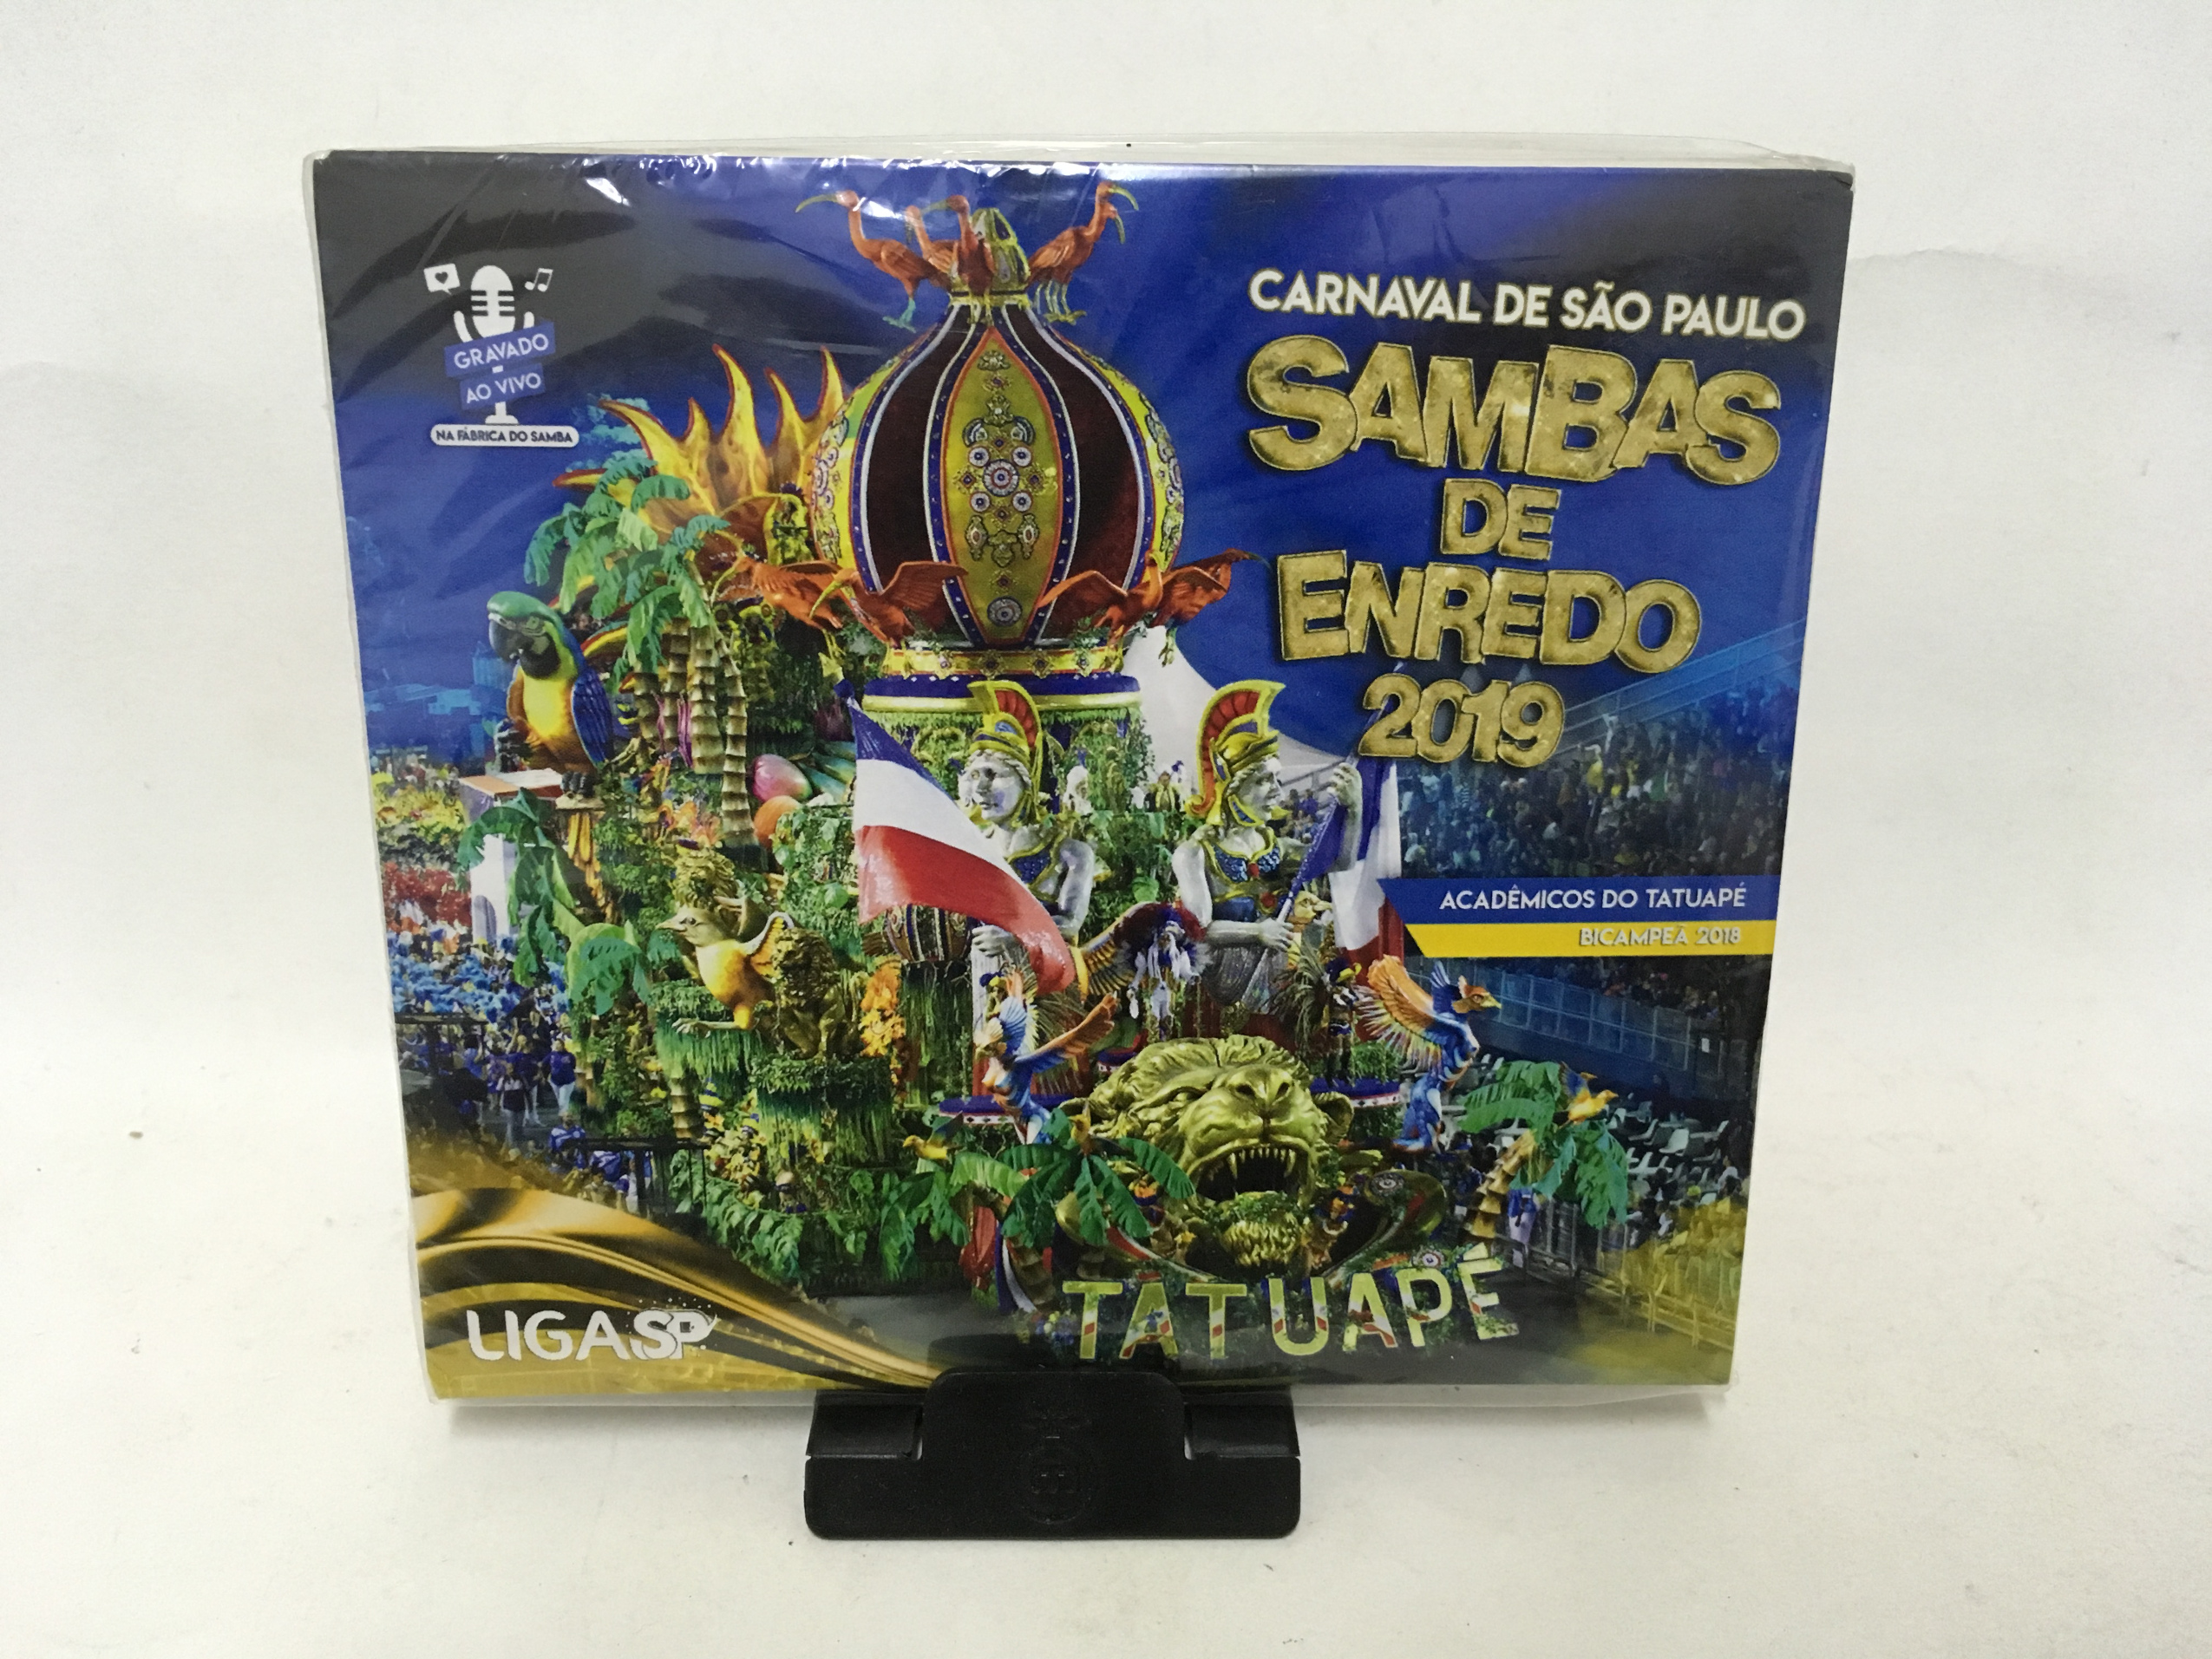 GRAVADO
AO VIVO
NA FÁBRICA DO SAMBA
CARNAVAL DE SÃO PAULO
SAMBAS
DE
ENREDO
2019
ACADÊMICOS DO TATUAPÉ
BICAMPEÃ 2018
TATUAPÉ
LIGASP